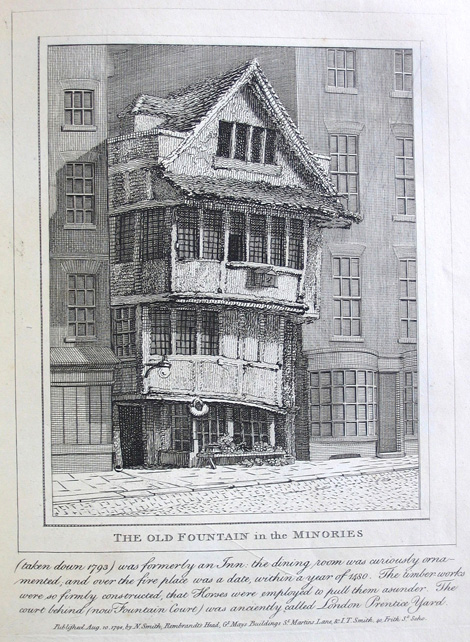 THE OLD FOUNTAIN in the MINORIES
(taken down 1793) was formerly an Inn: the dining room was curiously orna-
mented, and over the fire place was a date, within a year of 1480. The timber works
were so firmly constructed, that Horses were employed to pull them asunder. The
court behind (now Fountain Court) was anciently called London Prentice Yard
Published Aug. 10, 1798, by N. Smith, Rembrandts Head, Gt. Mays Buildings St. Martins Lane, & I. T. Smith, 40, Frith St. Soho.